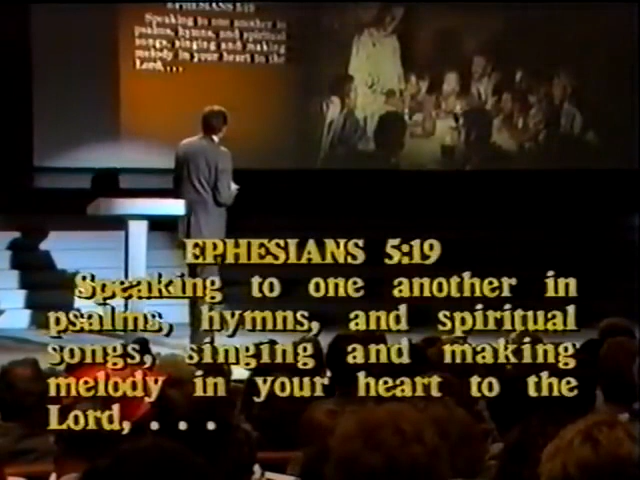 EPHESIANS 5:19
Speaking to one another in
psalms, hymns, and spiritual
songs, singing and making
melody in your heart to the
Lord...
EPHESIANS 5:19
Speaking to one another in
psalms, hymns, and spiritual
songs, singing and making
melody in your heart to the
Lord, . . .